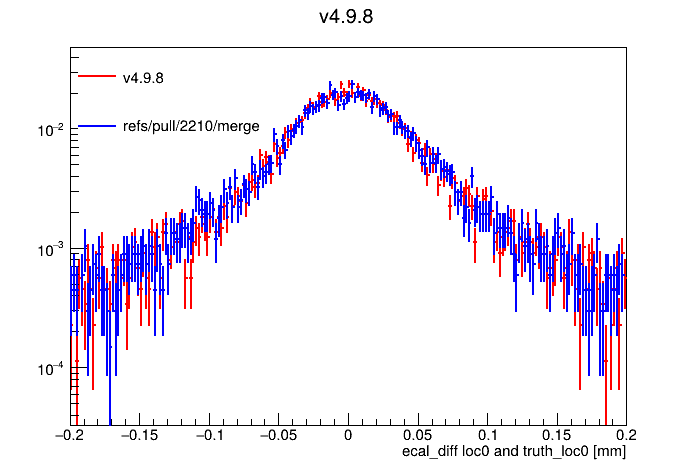 v4.9.8
v4.9.8
refs/pull/2210/merge
10−2
10−3
10−4
−0.2 −0.15 −0.1 −0.05 0 0.05 0.1 0.15 0.2
ecal_diff loc0 and truth_loc0 [mm]